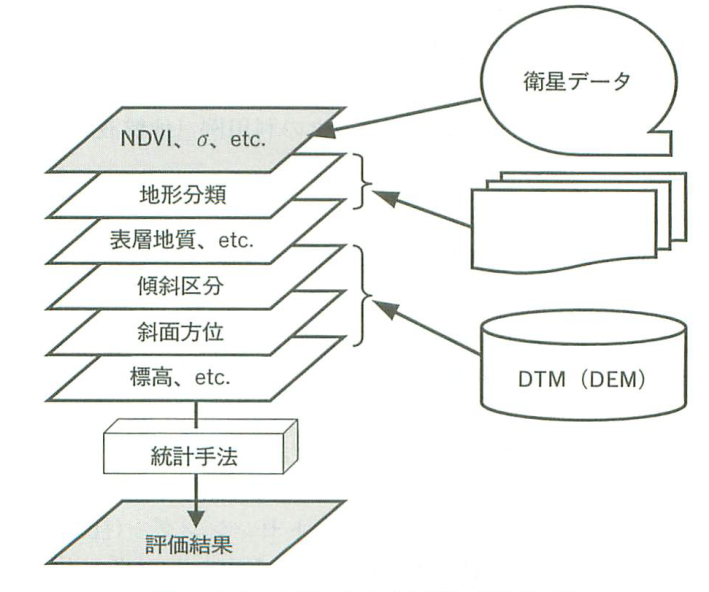 衛星データ
NDVI、σ、etc.
地形分類
表層地質、etc.
傾斜区分
斜面方位
標高、etc.
DTM（DEM）
統計手法
評価結果